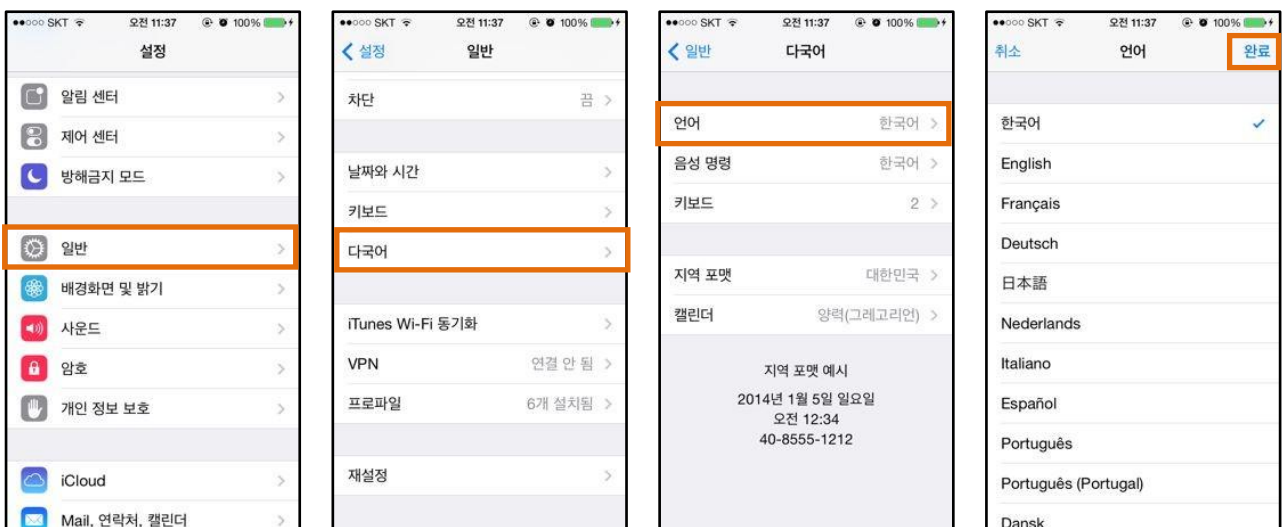 ●●○○○ SKT 오전 11:37 100%
설정
알림 센터
제어 센터
방해금지 모드
일반
배경화면 및 밝기
사운드
암호
개인 정보 보호
iCloud
Mail, 연락처, 캘린더
●●○○○ SKT 오전 11:37 100%
설정 일반
차단 끔
날짜와 시간
키보드
다국어
iTunes Wi-Fi 동기화
VPN 연결 안 됨
프로파일 6개 설치됨
재설정
●●○○○ SKT 오전 11:37 100%
일반 다국어
언어 한국어
음성 명령 한국어
키보드 2
지역 포맷 대한민국
캘린더 양력(그레고리언)
지역 포맷 예시
2014년 1월 5일 일요일
오전 12:34
40-8555-1212
●●○○○ SKT 오전 11:37 100%
취소 언어 완료
한국어
English
Français
Deutsch
日本語
Nederlands
Italiano
Español
Português
Português (Portugal)
Dansk